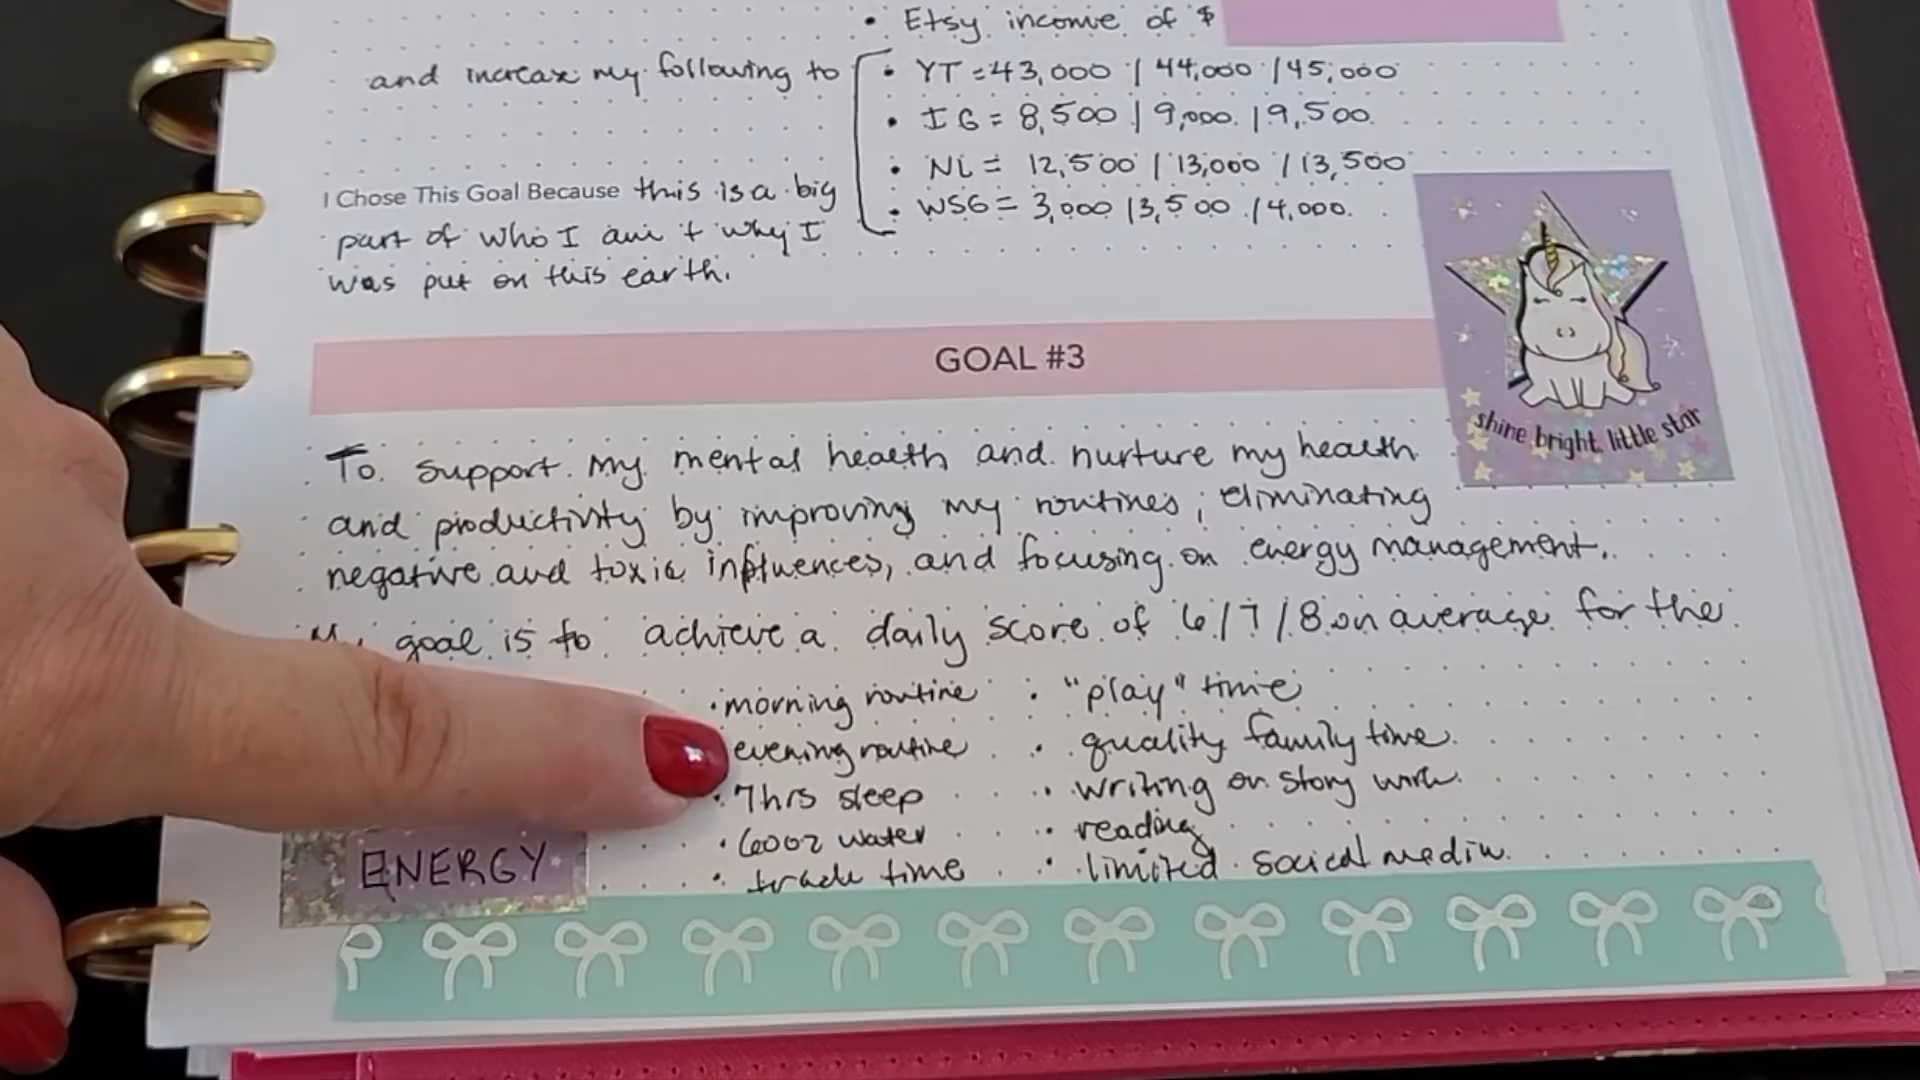 • Etsy income of $
and increase my following to
• YT = 43,000 / 44,000 / 45,000
• IG = 8,500 / 9,000 / 9,500
• NL = 12,500 / 13,000 / 13,500
• WSG = 3,000 / 3,500 / 4,000
I Chose This Goal Because this is a big
part of who I am + why I
was put on this earth.
GOAL #3
shine bright, little star
To support my mental health and nurture my health
and productivity by improving my routines, eliminating
negative and toxic influences, and focusing on energy management.
My goal is to achieve a daily score of 6/7/8 on average for the
• morning routine
evening routine
• 7hrs sleep
• 60oz water
• track time
• "play" time
• quality family time
• writing on story work
• reading
• limited social media
ENERGY